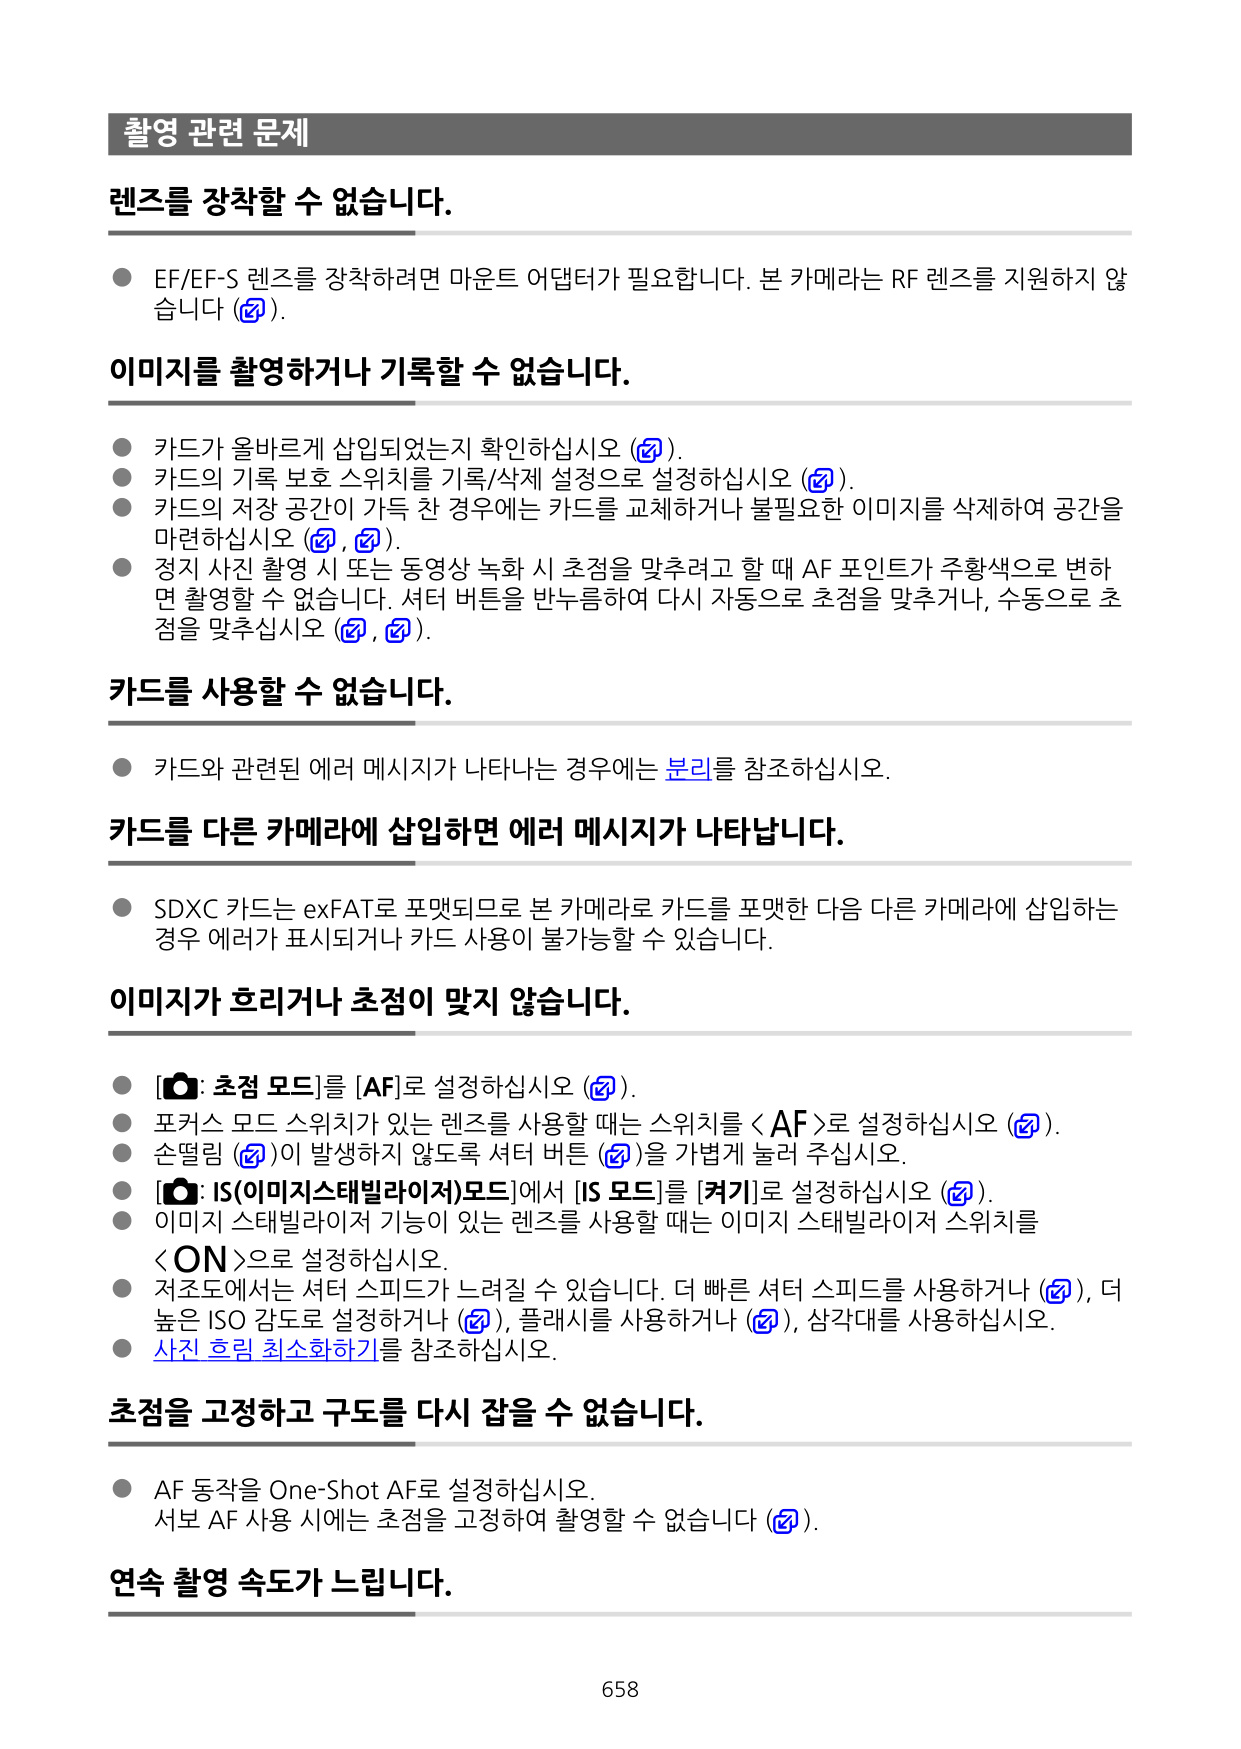 촬영 관련 문제
렌즈를 장착할 수 없습니다.
● EF/EF-S 렌즈를 장착하려면 마운트 어댑터가 필요합니다. 본 카메라는 RF 렌즈를 지원하지 않
습니다 ( ).
이미지를 촬영하거나 기록할 수 없습니다.
● 카드가 올바르게 삽입되었는지 확인하십시오 ( ).
● 카드의 기록 보호 스위치를 기록/삭제 설정으로 설정하십시오 ( ).
● 카드의 저장 공간이 가득 찬 경우에는 카드를 교체하거나 불필요한 이미지를 삭제하여 공간을
마련하십시오 ( , ).
● 정지 사진 촬영 시 또는 동영상 녹화 시 초점을 맞추려고 할 때 AF 포인트가 주황색으로 변하
면 촬영할 수 없습니다. 셔터 버튼을 반누름하여 다시 자동으로 초점을 맞추거나, 수동으로 초
점을 맞추십시오 ( , ).
카드를 사용할 수 없습니다.
● 카드와 관련된 에러 메시지가 나타나는 경우에는 분리를 참조하십시오.
카드를 다른 카메라에 삽입하면 에러 메시지가 나타납니다.
● SDXC 카드는 exFAT로 포맷되므로 본 카메라로 카드를 포맷한 다음 다른 카메라에 삽입하는
경우 에러가 표시되거나 카드 사용이 불가능할 수 있습니다.
이미지가 흐리거나 초점이 맞지 않습니다.
● [ : 초점 모드]를 [AF]로 설정하십시오 ( ).
● 포커스 모드 스위치가 있는 렌즈를 사용할 때는 스위치를 < AF >로 설정하십시오 ( ).
● 손떨림 ( )이 발생하지 않도록 셔터 버튼 ( )을 가볍게 눌러 주십시오.
● [ : IS(이미지스태빌라이저)모드]에서 [IS 모드]를 [켜기]로 설정하십시오 ( ).
● 이미지 스태빌라이저 기능이 있는 렌즈를 사용할 때는 이미지 스태빌라이저 스위치를
< ON >으로 설정하십시오.
● 저조도에서는 셔터 스피드가 느려질 수 있습니다. 더 빠른 셔터 스피드를 사용하거나 ( ), 더
높은 ISO 감도로 설정하거나 ( ), 플래시를 사용하거나 ( ), 삼각대를 사용하십시오.
● 사진 흐림 최소화하기를 참조하십시오.
초점을 고정하고 구도를 다시 잡을 수 없습니다.
● AF 동작을 One-Shot AF로 설정하십시오.
서보 AF 사용 시에는 초점을 고정하여 촬영할 수 없습니다 ( ).
연속 촬영 속도가 느립니다.
658